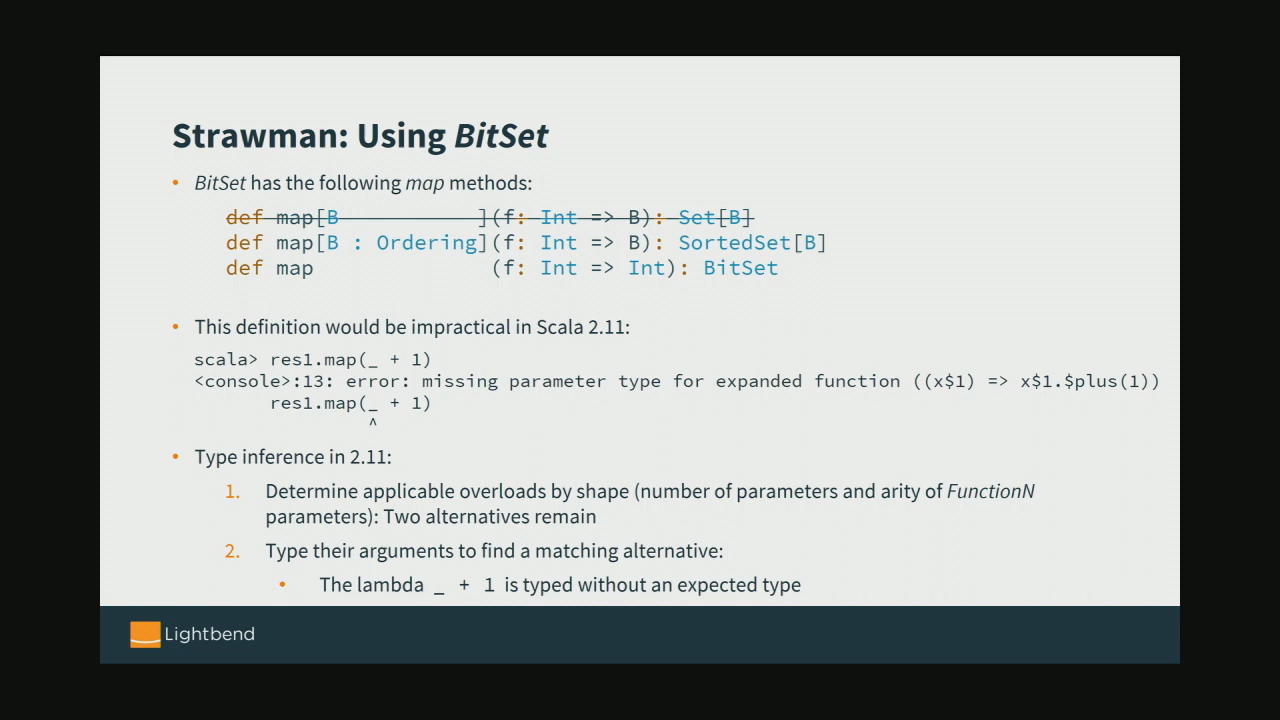 Strawman: Using BitSet
• BitSet has the following map methods:
def map[B           ](f: Int => B): Set[B]
def map[B : Ordering](f: Int => B): SortedSet[B]
def map              (f: Int => Int): BitSet
• This definition would be impractical in Scala 2.11:
scala> res1.map(_ + 1)
<console>:13: error: missing parameter type for expanded function ((x$1) => x$1.$plus(1))
       res1.map(_ + 1)
                ^
• Type inference in 2.11:
1. Determine applicable overloads by shape (number of parameters and arity of FunctionN
parameters): Two alternatives remain
2. Type their arguments to find a matching alternative:
• The lambda _ + 1 is typed without an expected type
Lightbend